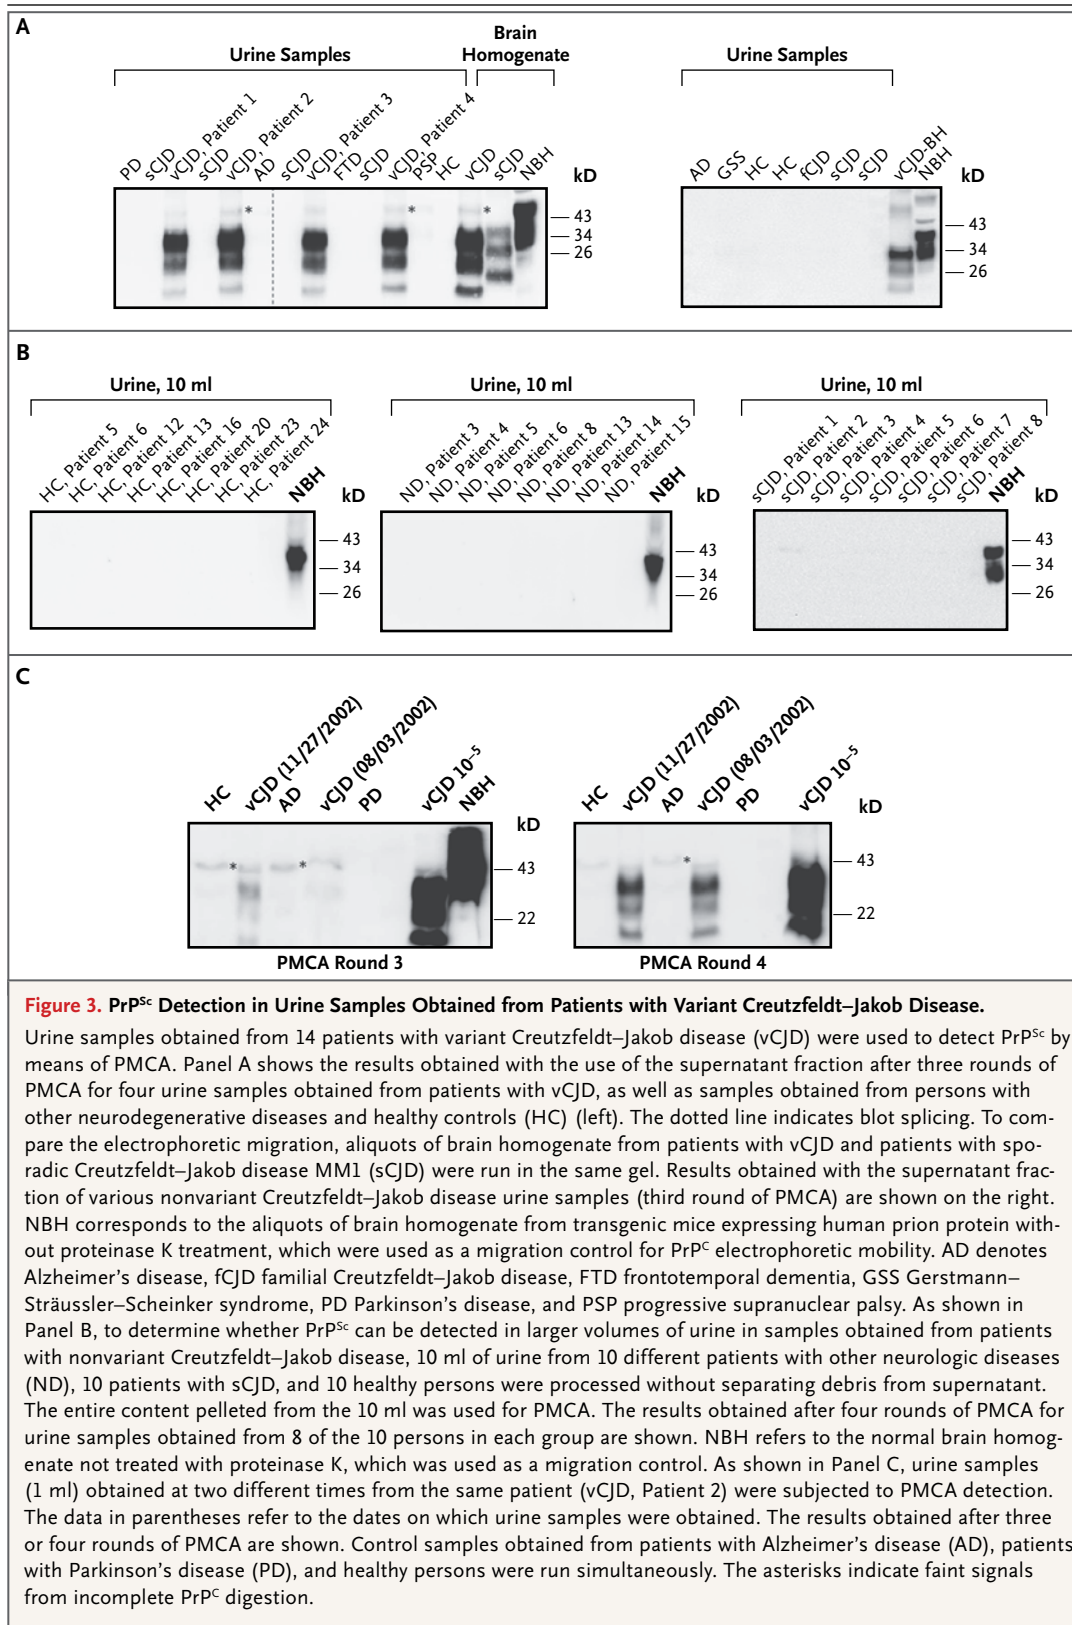 A
Brain
Urine Samples
Homogenate
Urine Samples
PD
sCJD
vCJD, Patient 1
sCJD
vCJD, Patient 2
AD
sCJD
vCJD, Patient 3
FTD
sCJD
vCJD, Patient 4
PSP
HC
vCJD
sCJD
NBH
kD
* * *
43
34
26
AD
GSS
HC
HC
fCJD
sCJD
sCJD
vCJD-BH
NBH
kD
43
34
26
B
Urine, 10 ml
HC, Patient 5
HC, Patient 6
HC, Patient 12
HC, Patient 13
HC, Patient 16
HC, Patient 20
HC, Patient 23
HC, Patient 24
NBH
kD
43
34
26
Urine, 10 ml
ND, Patient 3
ND, Patient 4
ND, Patient 5
ND, Patient 6
ND, Patient 8
ND, Patient 13
ND, Patient 14
ND, Patient 15
NBH
kD
43
34
26
Urine, 10 ml
sCJD, Patient 1
sCJD, Patient 2
sCJD, Patient 3
sCJD, Patient 4
sCJD, Patient 5
sCJD, Patient 6
sCJD, Patient 7
sCJD, Patient 8
NBH
kD
43
34
26
C
HC
vCJD (11/27/2002)
AD
vCJD (08/03/2002)
PD
vCJD 10⁻⁵
NBH
kD
* *
43
22
PMCA Round 3
HC
vCJD (11/27/2002)
AD
vCJD (08/03/2002)
PD
vCJD 10⁻⁵
kD
*
43
22
PMCA Round 4
Figure 3. PrPSc Detection in Urine Samples Obtained from Patients with Variant Creutzfeldt–Jakob Disease.
Urine samples obtained from 14 patients with variant Creutzfeldt–Jakob disease (vCJD) were used to detect PrPSc by
means of PMCA. Panel A shows the results obtained with the use of the supernatant fraction after three rounds of
PMCA for four urine samples obtained from patients with vCJD, as well as samples obtained from persons with
other neurodegenerative diseases and healthy controls (HC) (left). The dotted line indicates blot splicing. To com-
pare the electrophoretic migration, aliquots of brain homogenate from patients with vCJD and patients with spo-
radic Creutzfeldt–Jakob disease MM1 (sCJD) were run in the same gel. Results obtained with the supernatant frac-
tion of various nonvariant Creutzfeldt–Jakob disease urine samples (third round of PMCA) are shown on the right.
NBH corresponds to the aliquots of brain homogenate from transgenic mice expressing human prion protein with-
out proteinase K treatment, which were used as a migration control for PrPC electrophoretic mobility. AD denotes
Alzheimer's disease, fCJD familial Creutzfeldt–Jakob disease, FTD frontotemporal dementia, GSS Gerstmann–
Sträussler–Scheinker syndrome, PD Parkinson's disease, and PSP progressive supranuclear palsy. As shown in
Panel B, to determine whether PrPSc can be detected in larger volumes of urine in samples obtained from patients
with nonvariant Creutzfeldt–Jakob disease, 10 ml of urine from 10 different patients with other neurologic diseases
(ND), 10 patients with sCJD, and 10 healthy persons were processed without separating debris from supernatant.
The entire content pelleted from the 10 ml was used for PMCA. The results obtained after four rounds of PMCA for
urine samples obtained from 8 of the 10 persons in each group are shown. NBH refers to the normal brain homog-
enate not treated with proteinase K, which was used as a migration control. As shown in Panel C, urine samples
(1 ml) obtained at two different times from the same patient (vCJD, Patient 2) were subjected to PMCA detection.
The data in parentheses refer to the dates on which urine samples were obtained. The results obtained after three
or four rounds of PMCA are shown. Control samples obtained from patients with Alzheimer's disease (AD), patients
with Parkinson's disease (PD), and healthy persons were run simultaneously. The asterisks indicate faint signals
from incomplete PrPC digestion.